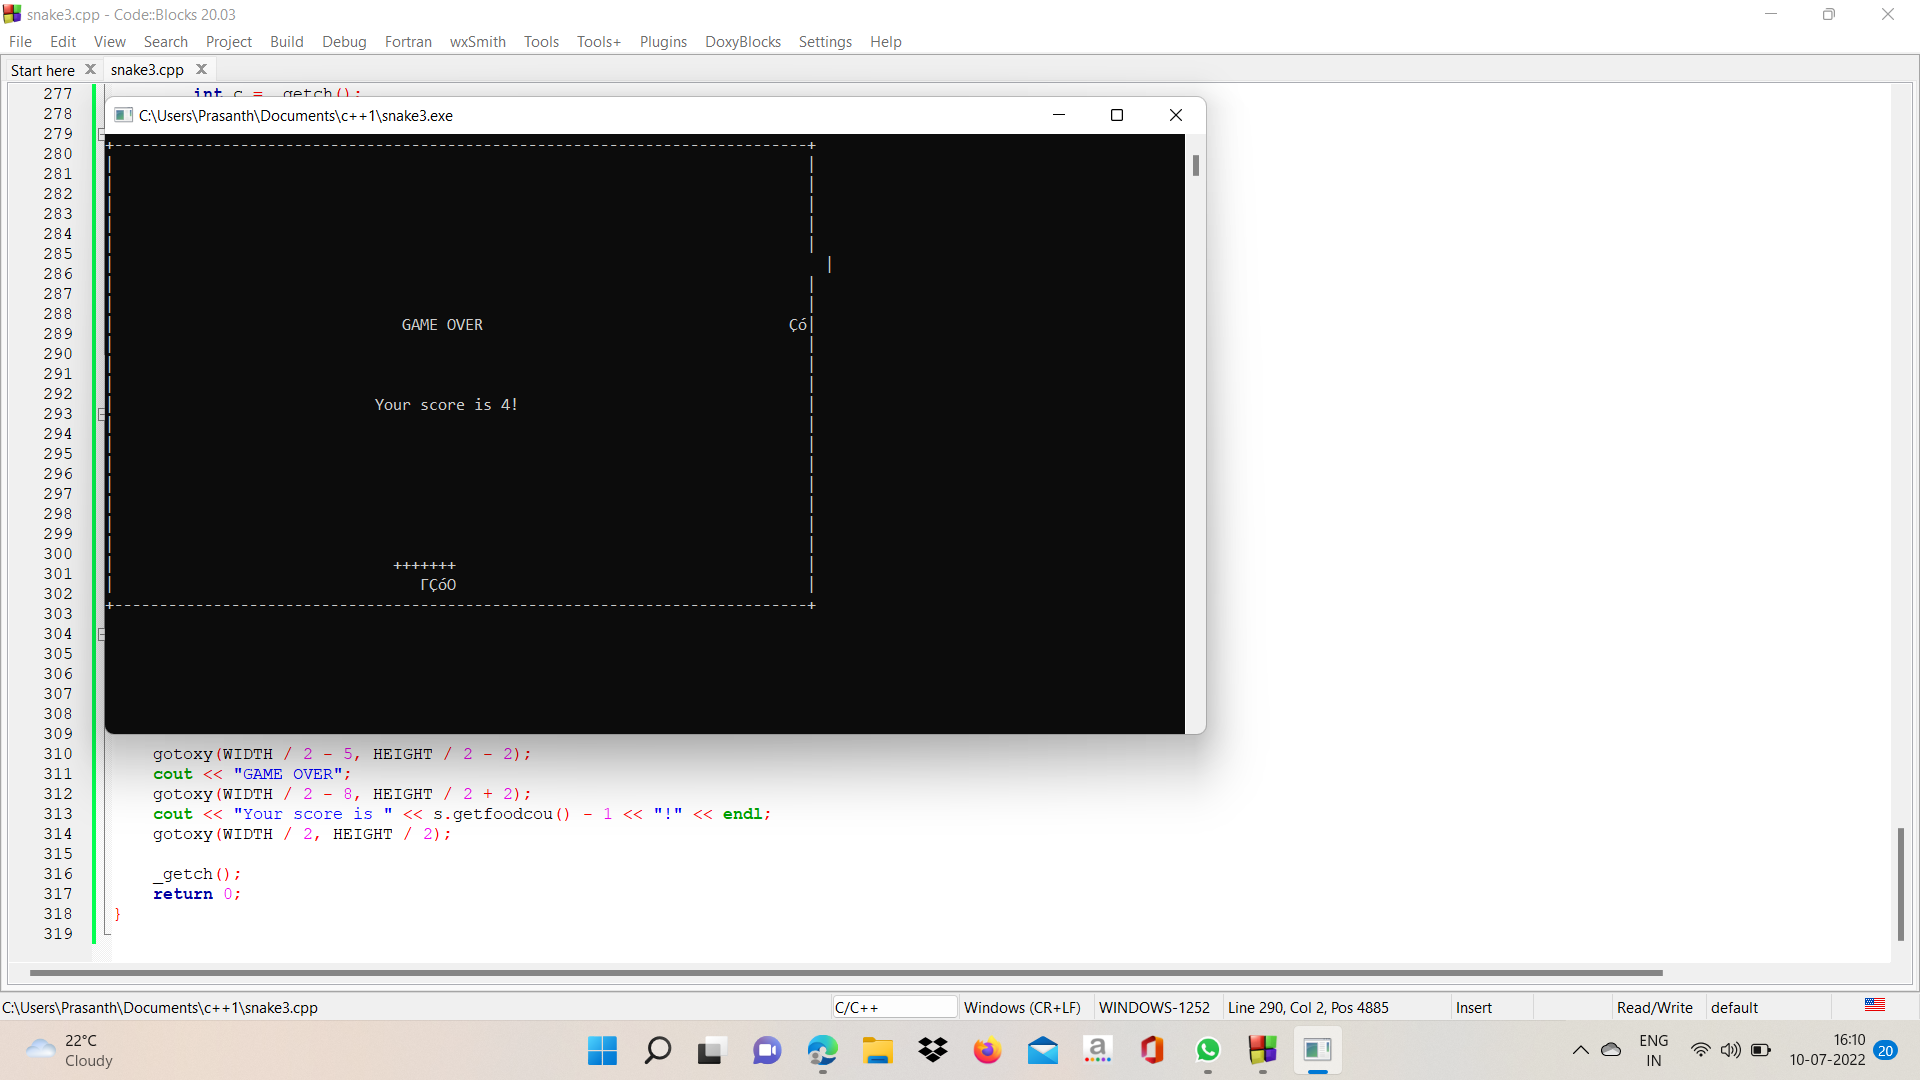 snake3.cpp - Code::Blocks 20.03
File Edit View Search Project Build Debug Fortran wxSmith Tools Tools+ Plugins DoxyBlocks Settings Help
Start here snake3.cpp
277 int c = _getch();
278
C:\Users\Prasanth\Documents\c++1\snake3.exe
279
280
281
282
283
284
285
286
287
288
GAME OVER Çó
289
290
291
292
Your score is 4!
293
294
295
296
297
298
299
300
+++++++
301
ΓÇóO
302
303
304
305
306
307
308
309
310 gotoxy(WIDTH / 2 - 5, HEIGHT / 2 - 2);
311 cout << "GAME OVER";
312 gotoxy(WIDTH / 2 - 8, HEIGHT / 2 + 2);
313 cout << "Your score is " << s.getfoodcou() - 1 << "!" << endl;
314 gotoxy(WIDTH / 2, HEIGHT / 2);
315
316 _getch();
317 return 0;
318 }
319
C:\Users\Prasanth\Documents\c++1\snake3.cpp C/C++ Windows (CR+LF) WINDOWS-1252 Line 290, Col 2, Pos 4885 Insert Read/Write default
22°C
Cloudy
ENG
IN
16:10
10-07-2022
20